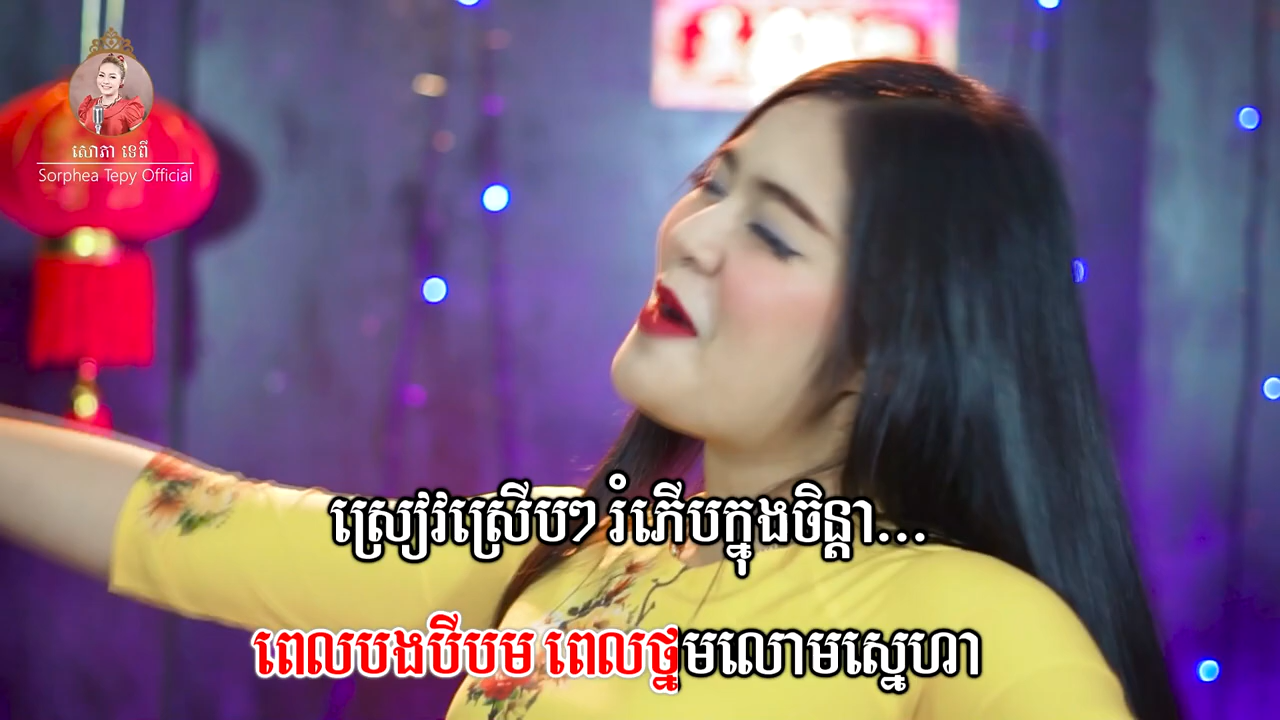 សោភា ទេពី
Sorphea Tepy Official
ស្រៀវស្រើបៗ រំភើបក្នុងចិន្តា...
ពេលបងបីបម ពេលថ្នមលោមស្នេហា